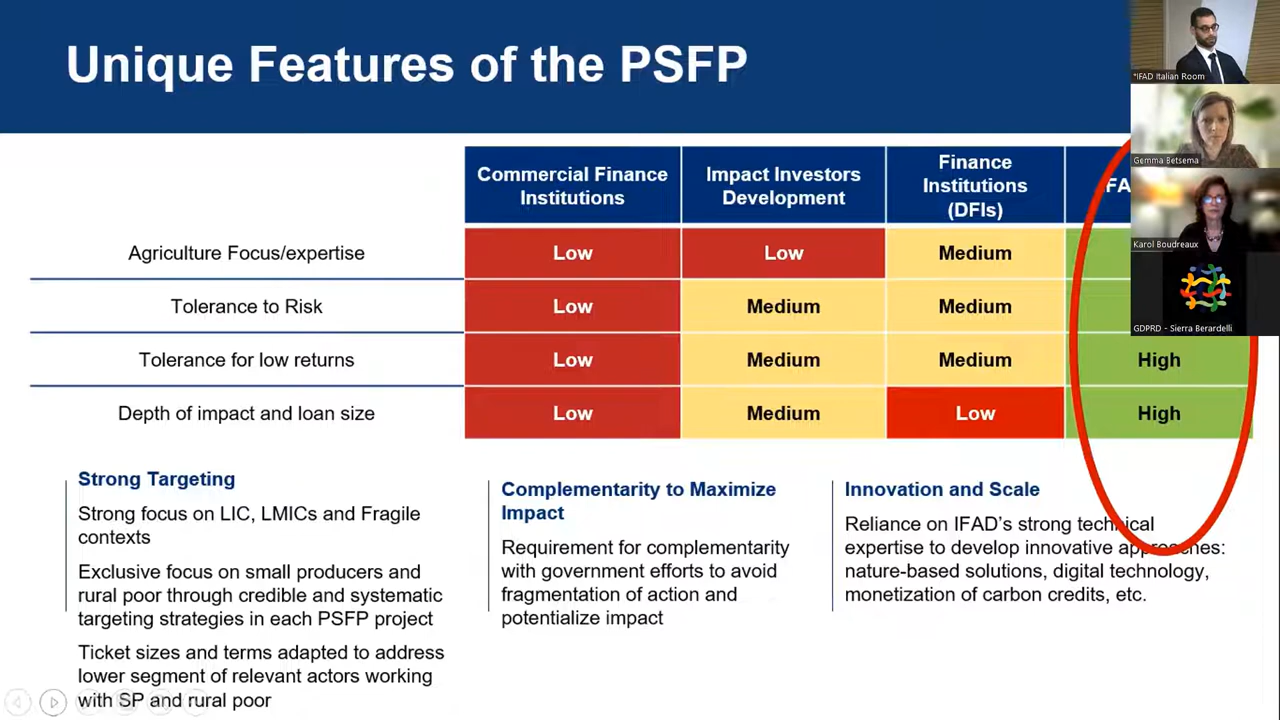 Unique Features of the PSFP
*IFAD Italian Room
Gemma Betsema
Karol Boudreaux
GDPRD - Sierra Berardelli
Commercial Finance
Institutions
Impact Investors
Development
Finance
Institutions
(DFIs)
Agriculture Focus/expertise
Low
Low
Medium
Tolerance to Risk
Low
Medium
Medium
Tolerance for low returns
Low
Medium
Medium
High
Depth of impact and loan size
Low
Medium
Low
High
Strong Targeting
Strong focus on LIC, LMICs and Fragile
contexts
Exclusive focus on small producers and
rural poor through credible and systematic
targeting strategies in each PSFP project
Ticket sizes and terms adapted to address
lower segment of relevant actors working
with SP and rural poor
Complementarity to Maximize
Impact
Requirement for complementarity
with government efforts to avoid
fragmentation of action and
potentialize impact
Innovation and Scale
Reliance on IFAD's strong technical
expertise to develop innovative approaches:
nature-based solutions, digital technology,
monetization of carbon credits, etc.